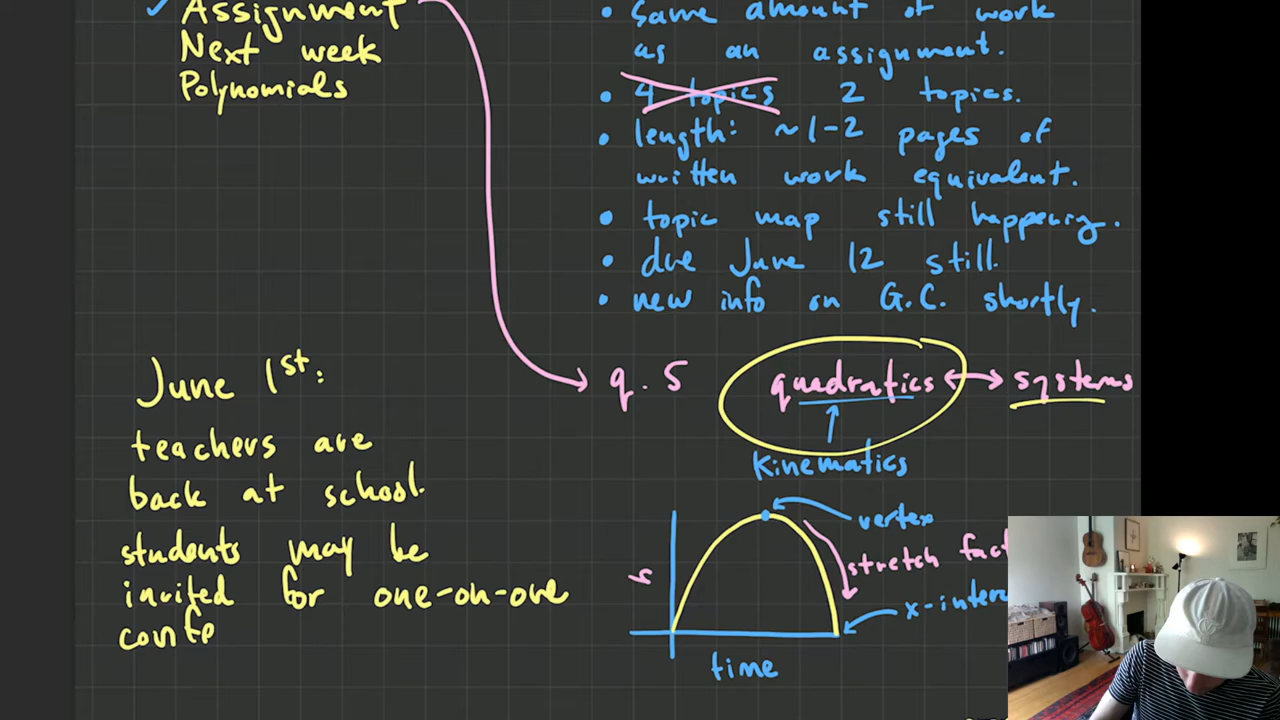 ✓ Assignment
Next week
Polynomials
• same amount of work
as an assignment.
• 4 topics 2 topics.
• length: ~1-2 pages of
written work equivalent.
• topic map still happening.
• due June 12 still.
• new info on G.C. shortly.
q. 5 quadratics ↔ systems
Kinematics
June 1st:
teachers are
back at school.
students may be
invited for one-on-one
confe
vertex
stretch fact
x-inter
s
time